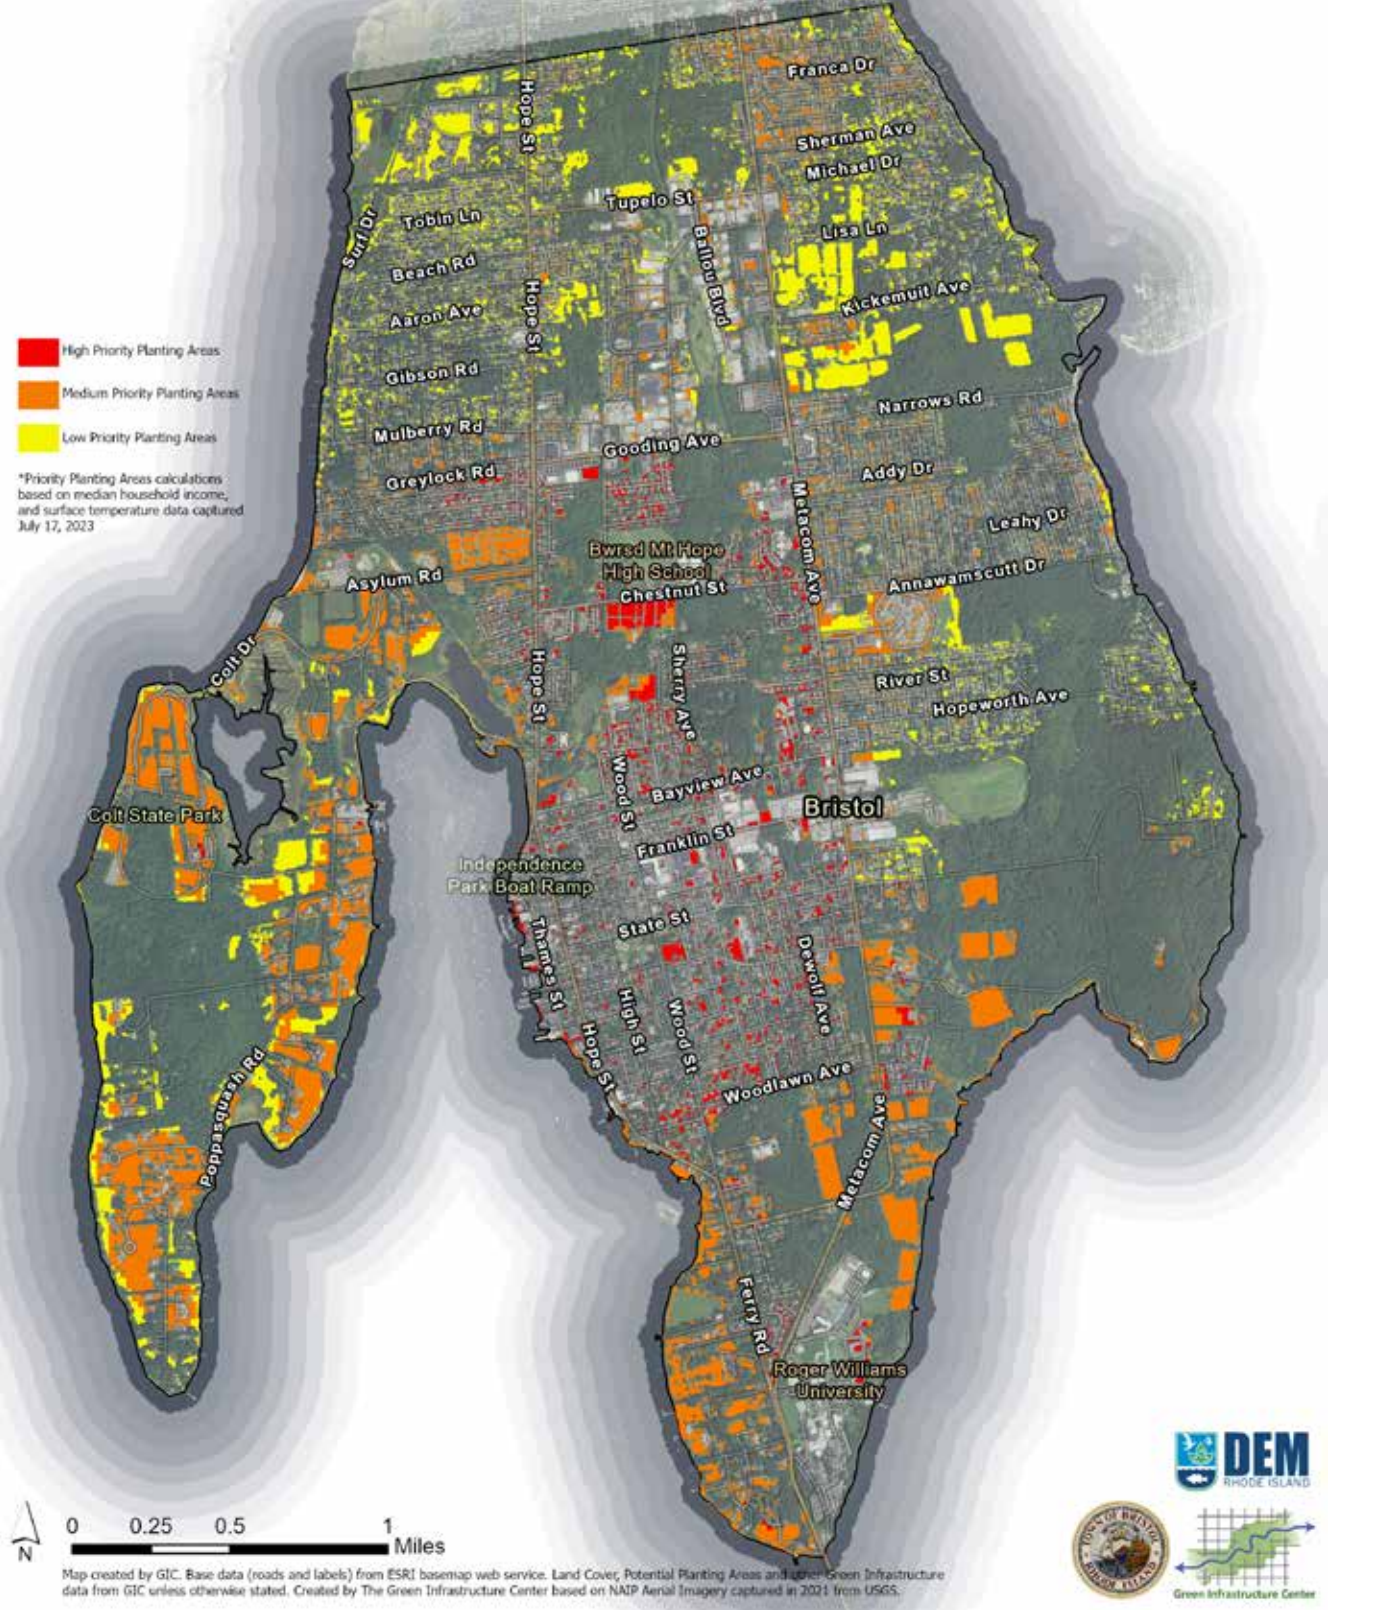 Franca Dr
Hope St
Sherman Ave
Michael Dr
Tupelo St
Tobin Ln
Surf Dr
Lisa Ln
Ballou Blvd
Beach Rd
Kickemuit Ave
Hope St
Aaron Ave
High Priority Planting Areas
Gibson Rd
Medium Priority Planting Areas
Narrows Rd
Low Priority Planting Areas
Mulberry Rd
Gooding Ave
Greylock Rd
Addy Dr
*Priority Planting Areas calculations
based on median household income,
and surface temperature data captured
July 17, 2023
Metacom Ave
Leahy Dr
Bwrsd Mt Hope
High School
Asylum Rd
Annawamscutt Dr
Chestnut St
Colt Dr
Hope St
Sherry Ave
River St
Hopeworth Ave
Wood St
Bayview Ave
Bristol
Colt State Park
Franklin St
Independence
Park Boat Ramp
State St
Thames St
Dewolf Ave
High St
Wood St
Hope St
Woodlawn Ave
Poppasquash Rd
Metacom Ave
Ferry Rd
Roger Williams
University
DEM
RHODE ISLAND
N
0 0.25 0.5 1
Miles
TOWN OF BRISTOL
RHODE ISLAND
Green Infrastructure Center
Map created by GIC. Base data (roads and labels) from ESRI basemap web service. Land Cover, Potential Planting Areas and other Green Infrastructure
data from GIC unless otherwise stated. Created by The Green Infrastructure Center based on NAIP Aerial Imagery captured in 2021 from USGS.